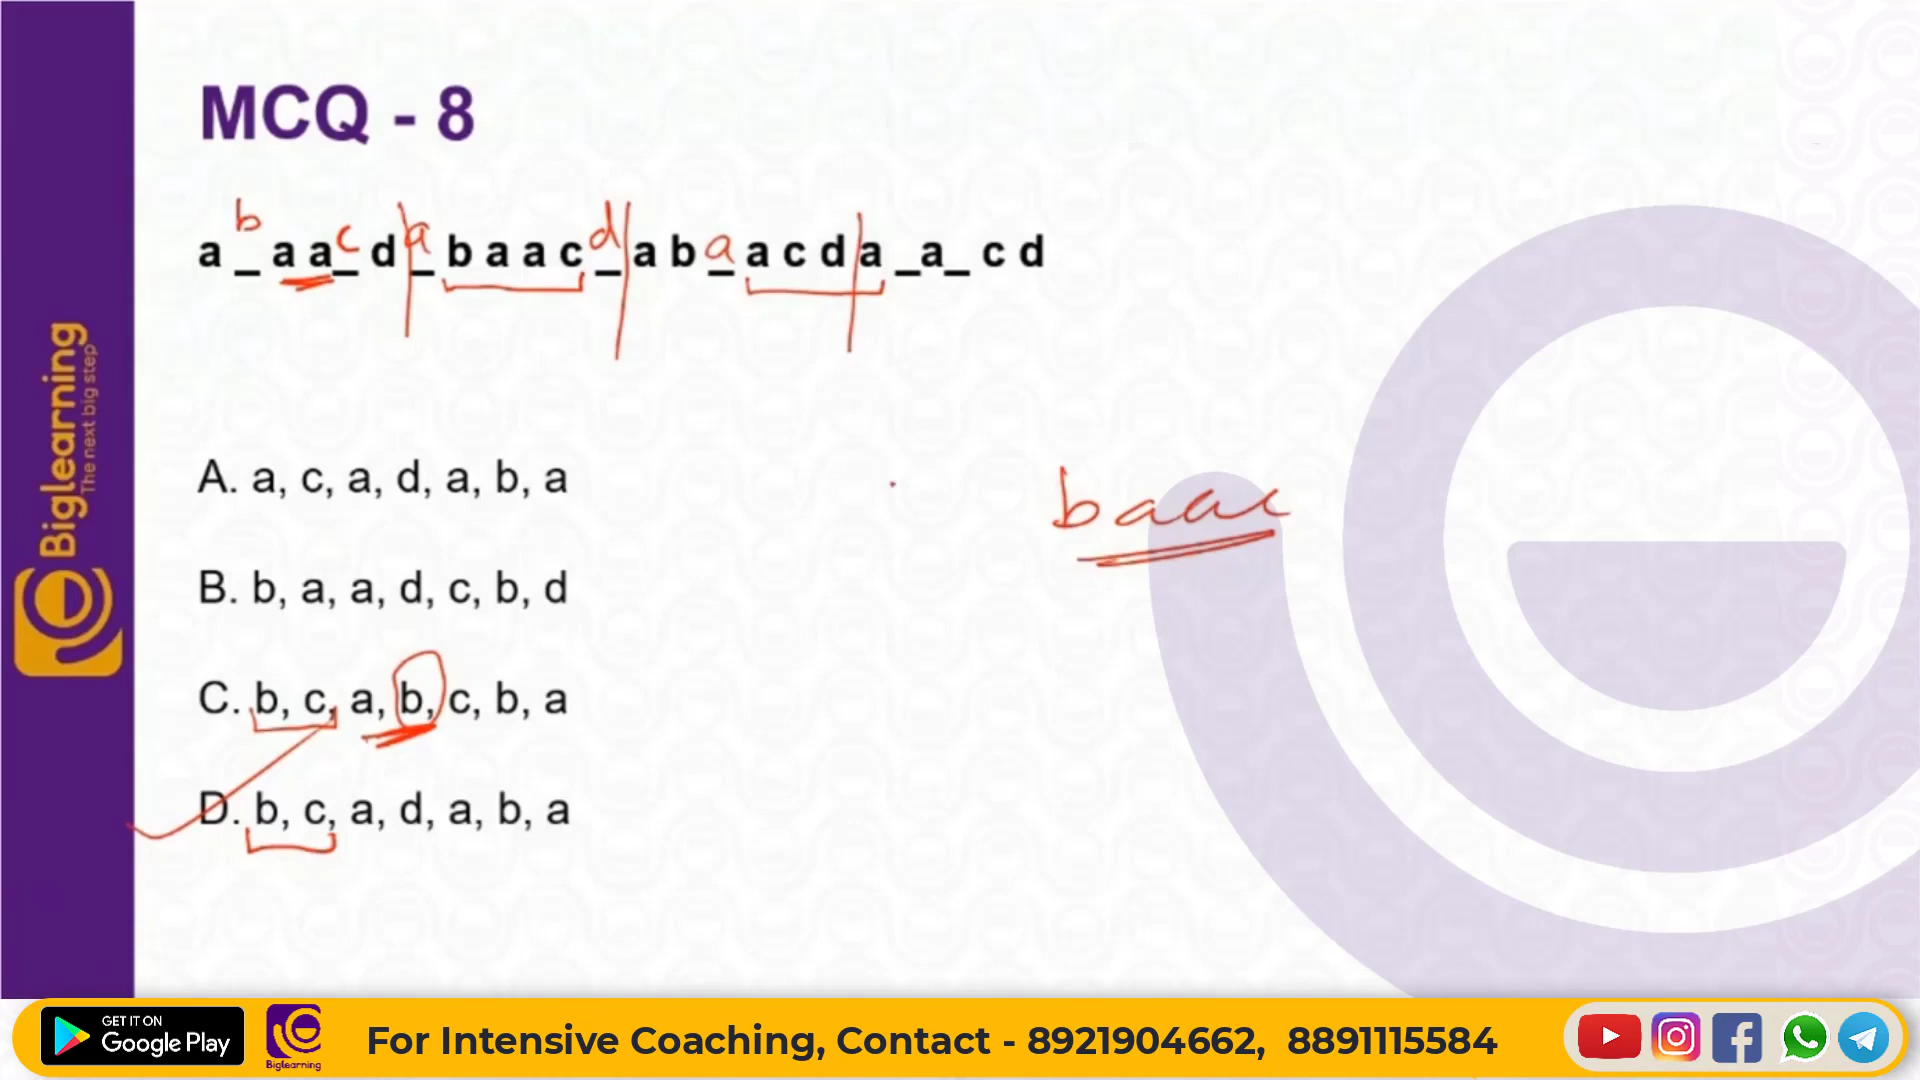 MCQ - 8
b c a d a
a _ a a _ d _ b a a c _ a b _ a c d a _ a _ c d
A. a, c, a, d, a, b, a
baac
B. b, a, a, d, c, b, d
C. b, c, a, b, c, b, a
D. b, c, a, d, a, b, a
Biglearning
The next big step
GET IT ON
Google Play
Biglearning
For Intensive Coaching, Contact - 8921904662, 8891115584